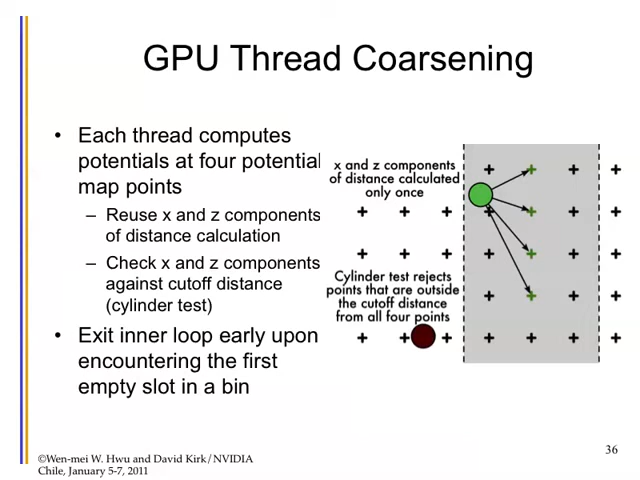 GPU Thread Coarsening
• Each thread computes
potentials at four potential
map points
– Reuse x and z components
of distance calculation
– Check x and z components
against cutoff distance
(cylinder test)
• Exit inner loop early upon
encountering the first
empty slot in a bin
x and z components
of distance calculated
only once
Cylinder test rejects
points that are outside
the cutoff distance
from all four points
©Wen-mei W. Hwu and David Kirk/NVIDIA
Chile, January 5-7, 2011
36